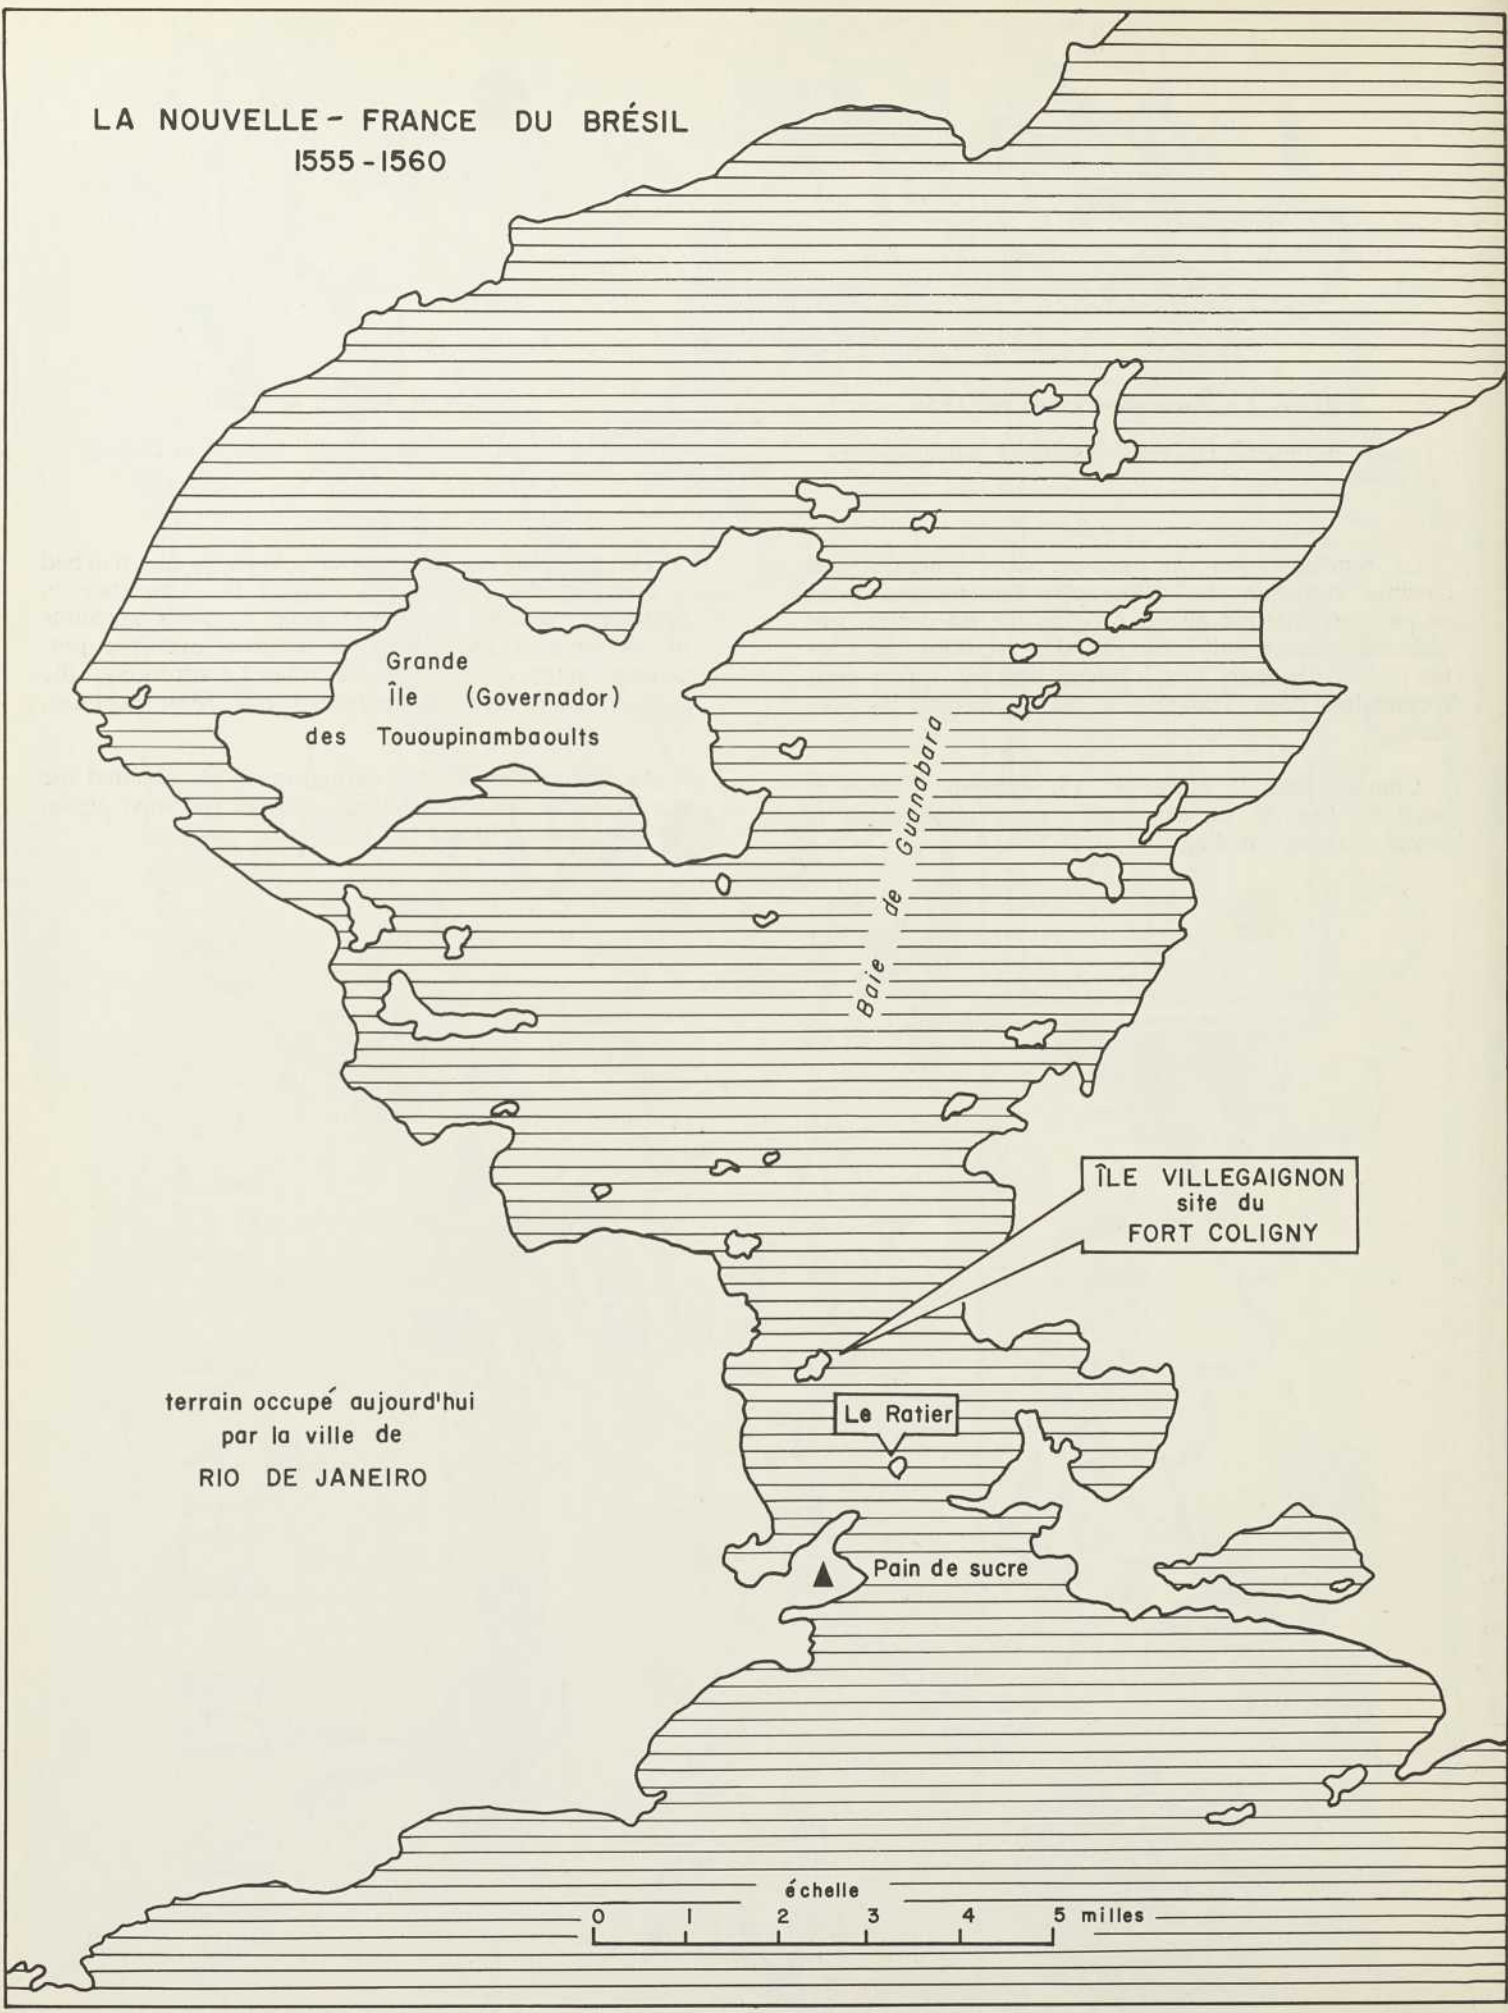 LA NOUVELLE - FRANCE DU BRÉSIL
1555 - 1560
Grande
Île (Governador)
des Tououpinambaoults
Baie de Guanabara
ÎLE VILLEGAIGNON
site du
FORT COLIGNY
terrain occupé aujourd'hui
par la ville de
RIO DE JANEIRO
Le Ratier
Pain de sucre
échelle
0 1 2 3 4 5 milles